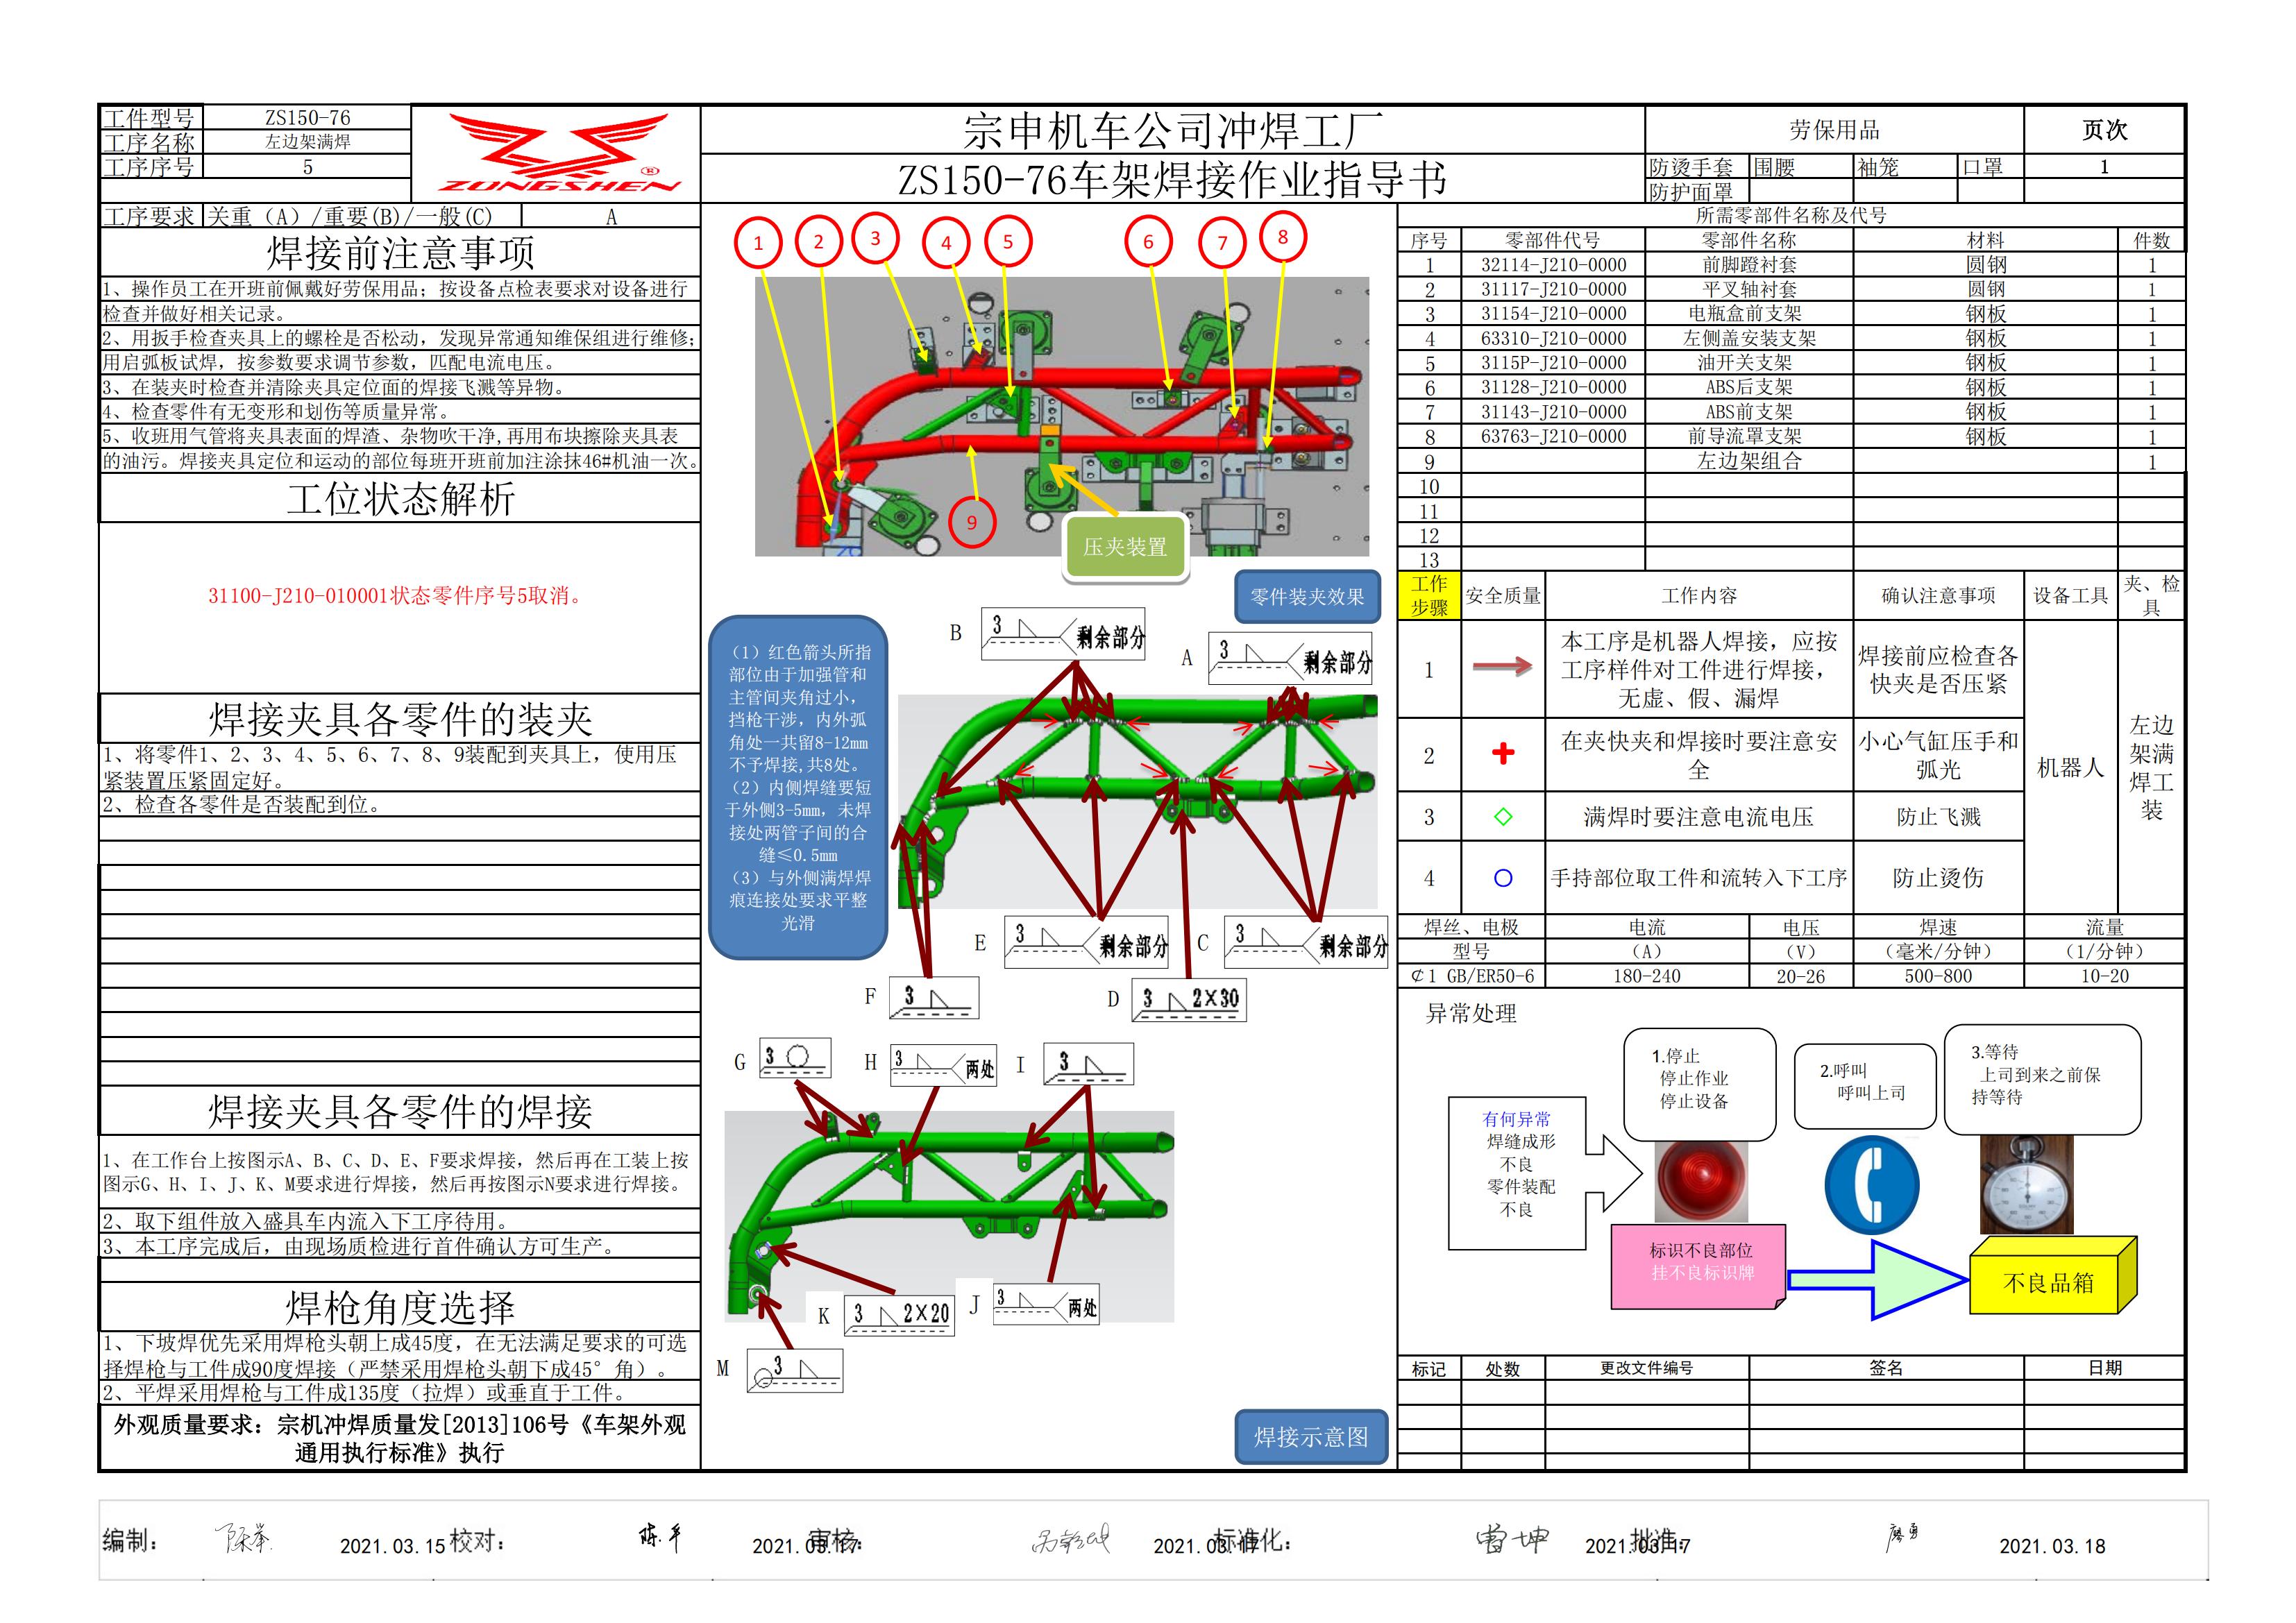 工件型号 ZS150-76
工序名称 左边架满焊
工序序号 5
ZONGSHEN ®
宗申机车公司冲焊工厂
ZS150-76车架焊接作业指导书
劳保用品 页次
防烫手套 围腰 袖笼 口罩 1
防护面罩
工序要求 关重（A）/重要(B)/一般(C) A
焊接前注意事项
1、操作员工在开班前佩戴好劳保用品；按设备点检表要求对设备进行
检查并做好相关记录。
2、用扳手检查夹具上的螺栓是否松动，发现异常通知维保组进行维修；
用启弧板试焊，按参数要求调节参数，匹配电流电压。
3、在装夹时检查并清除夹具定位面的焊接飞溅等异物。
4、检查零件有无变形和划伤等质量异常。
5、收班用气管将夹具表面的焊渣、杂物吹干净,再用布块擦除夹具表
的油污。焊接夹具定位和运动的部位每班开班前加注涂抹46#机油一次。
工位状态解析
31100-J210-010001状态零件序号5取消。
焊接夹具各零件的装夹
1、将零件1、2、3、4、5、6、7、8、9装配到夹具上，使用压
紧装置压紧固定好。
2、检查各零件是否装配到位。
焊接夹具各零件的焊接
1、在工作台上按图示A、B、C、D、E、F要求焊接，然后再在工装上按
图示G、H、I、J、K、M要求进行焊接，然后再按图示N要求进行焊接。
2、取下组件放入盛具车内流入下工序待用。
3、本工序完成后，由现场质检进行首件确认方可生产。
焊枪角度选择
1、下坡焊优先采用焊枪头朝上成45度，在无法满足要求的可选
择焊枪与工件成90度焊接（严禁采用焊枪头朝下成45°角）。
2、平焊采用焊枪与工件成135度（拉焊）或垂直于工件。
外观质量要求：宗机冲焊质量发[2013]106号《车架外观
通用执行标准》执行
1 2 3 4 5 6 7 8
9
压夹装置
零件装夹效果
（1）红色箭头所指
部位由于加强管和
主管间夹角过小，
挡枪干涉，内外弧
角处一共留8-12mm
不予焊接,共8处。
（2）内侧焊缝要短
于外侧3-5mm，未焊
接处两管子间的合
缝≤0.5mm
（3）与外侧满焊焊
痕连接处要求平整
光滑
B 3 剩余部分
A 3 剩余部分
E 3 剩余部分
C 3 剩余部分
F 3
D 3 2×30
G 3
H 3 两处
I 3
K 3 2×20
J 3 两处
M 3
焊接示意图
所需零部件名称及代号
序号 零部件代号 零部件名称 材料 件数
1 32114-J210-0000 前脚蹬衬套 圆钢 1
2 31117-J210-0000 平叉轴衬套 圆钢 1
3 31154-J210-0000 电瓶盒前支架 钢板 1
4 63310-J210-0000 左侧盖安装支架 钢板 1
5 3115P-J210-0000 油开关支架 钢板 1
6 31128-J210-0000 ABS后支架 钢板 1
7 31143-J210-0000 ABS前支架 钢板 1
8 63763-J210-0000 前导流罩支架 钢板 1
9 左边架组合 1
10
11
12
13
工作步骤 安全质量 工作内容 确认注意事项 设备工具 夹、检具
1 本工序是机器人焊接，应按工序样件对工件进行焊接，无虚、假、漏焊 焊接前应检查各快夹是否压紧
2 在夹快夹和焊接时要注意安全 小心气缸压手和弧光
3 满焊时要注意电流电压 防止飞溅
4 手持部位取工件和流转入下工序 防止烫伤
机器人 左边架满焊工装
焊丝、电极 电流 电压 焊速 流量
型号 （A） （V） （毫米/分钟） （1/分钟）
¢1 GB/ER50-6 180-240 20-26 500-800 10-20
异常处理
有何异常
焊缝成形
不良
零件装配
不良
1.停止
停止作业
停止设备
2.呼叫
呼叫上司
3.等待
上司到来之前保
持等待
标识不良部位
挂不良标识牌
不良品箱
标记 处数 更改文件编号 签名 日期
编制： 2021.03.15 校对： 2021.03.17 审核： 2021.03.17 标准化： 2021.03.17 批准： 2021.03.18